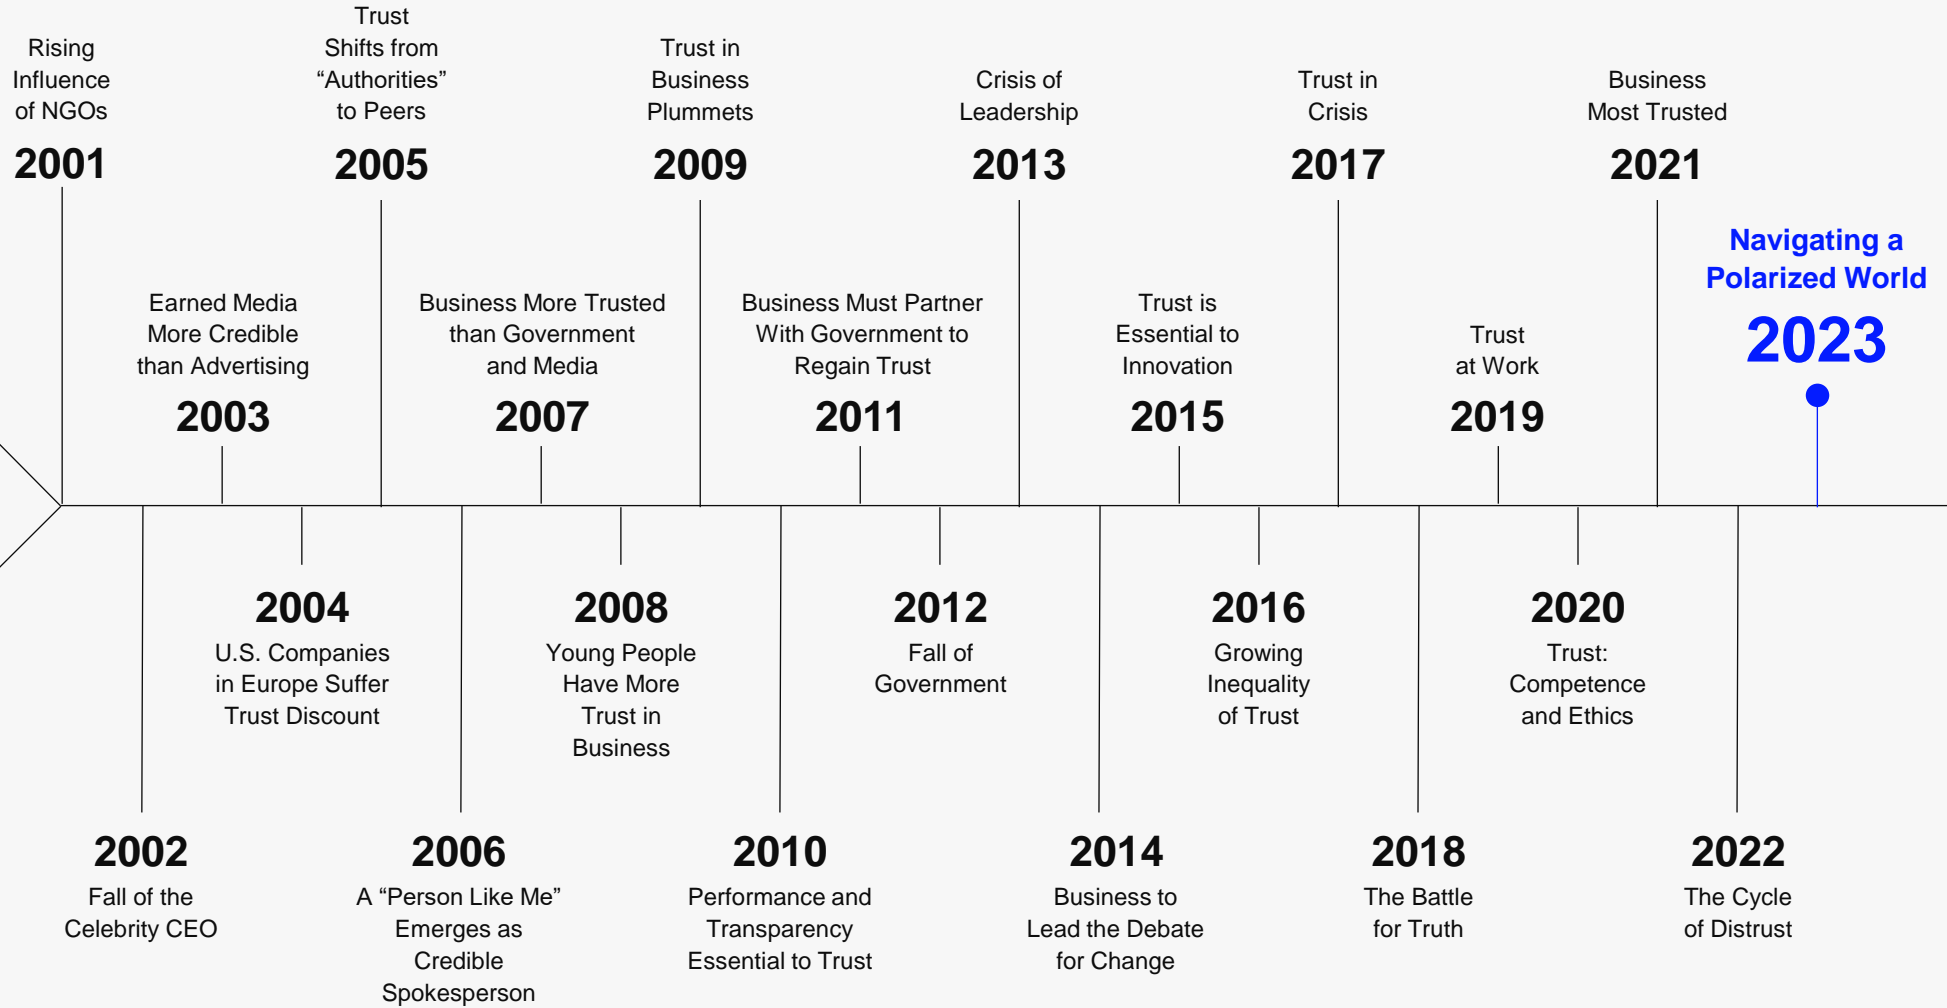 Rising
Influence
of NGOs
2001
Fall of the
Celebrity CEO
2002
Earned Media
More Credible
than Advertising
2003
2004
U.S. Companies
in Europe Suffer
Trust Discount
Trust
Shifts from
“Authorities”
to Peers
2005
2006
A “Person Like Me”
Emerges as
Credible
Spokesperson
Business More Trusted
than Government
and Media
2007
2008
Young People
Have More
Trust in
Business
Trust in
Business
Plummets
2009
2010
Performance and
Transparency
Essential to Trust
Business Must Partner
With Government to
Regain Trust
2011
2012
Fall of
Government
Crisis of
Leadership
2013
2014
Business to
Lead the Debate
for Change
Trust is
Essential to
Innovation
2015
2016
Growing
Inequality
of Trust
Trust in
Crisis
2017
2018
The Battle
for Truth
Trust
at Work
2019
2020
Trust:
Competence
and Ethics
Business
Most Trusted
2021
2022
The Cycle
of Distrust
Navigating a
Polarized World
2023